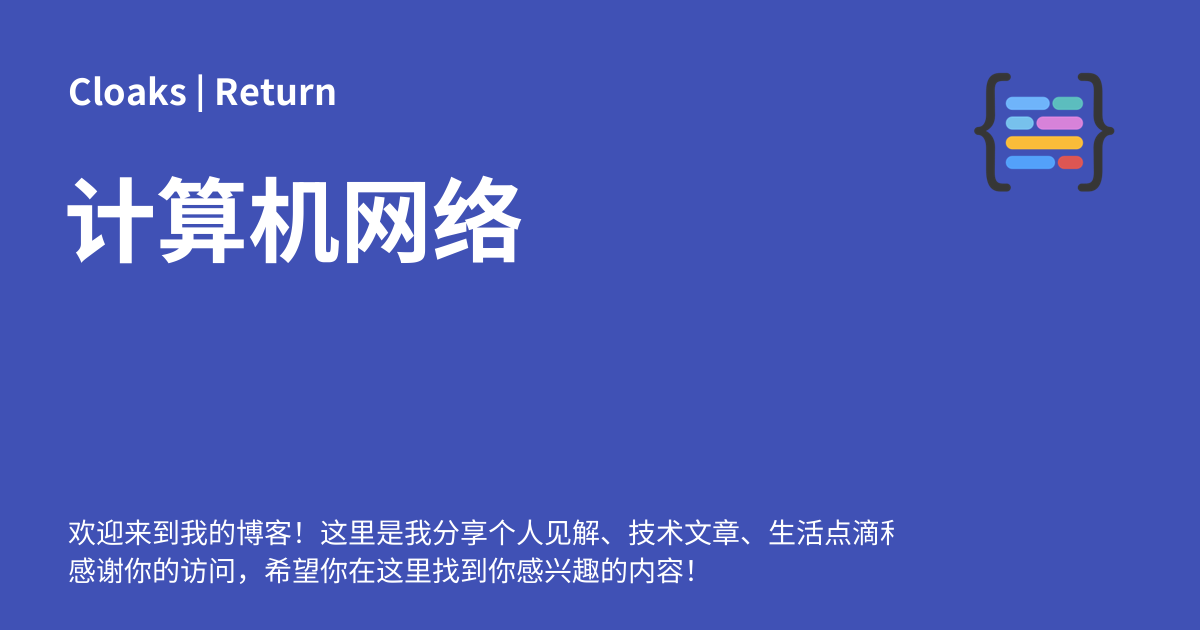 Cloaks | Return
计算机网络
欢迎来到我的博客！这里是我分享个人见解、技术文章、生活点滴
感谢你的访问，希望你在这里找到你感兴趣的内容！